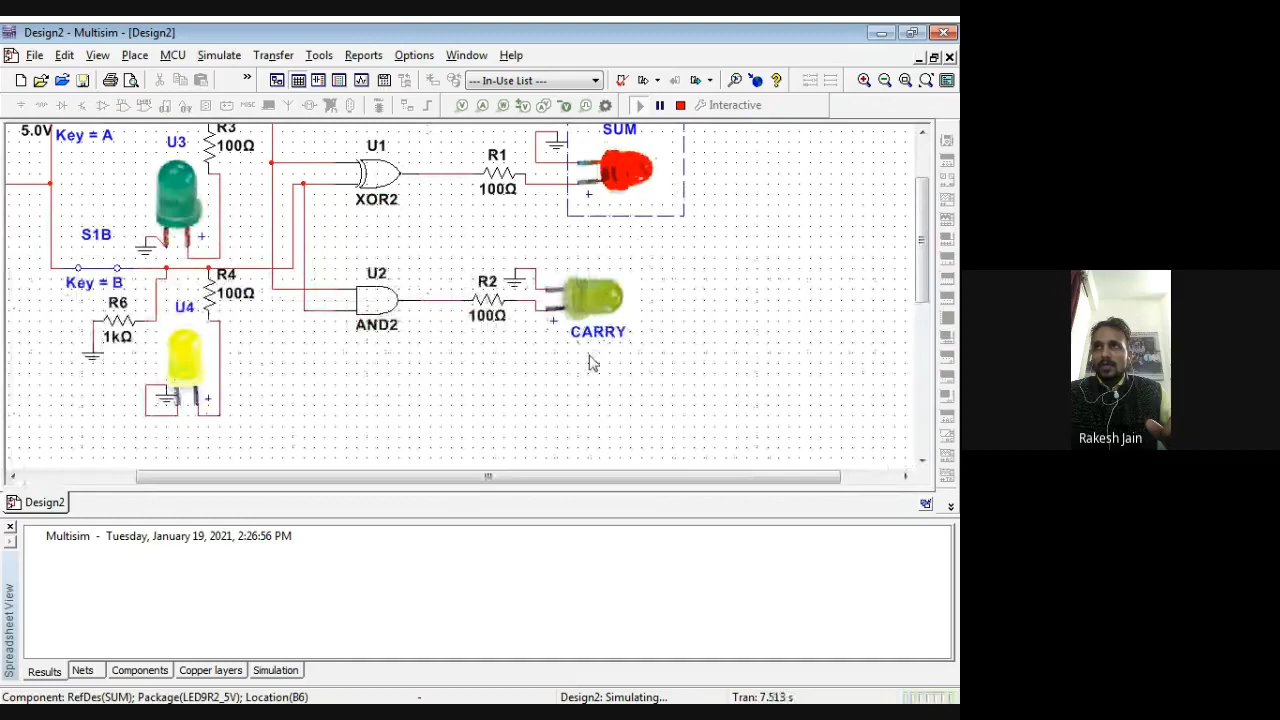 Design2 - Multisim - [Design2]
File Edit View Place MCU Simulate Transfer Tools Reports Options Window Help
--- In-Use List ---
Interactive
5.0V
Key = A
R3
100Ω
U3
U1
XOR2
R1
100Ω
SUM
+
+
S1B
Key = B
R4
100Ω
U2
AND2
R2
100Ω
CARRY
+
R6
1kΩ
U4
+
Design2
Multisim - Tuesday, January 19, 2021, 2:26:56 PM
Spreadsheet View
Results Nets Components Copper layers Simulation
Component: RefDes(SUM); Package(LED9R2_5V); Location(B6)
-
Design2: Simulating...
Tran: 7.513 s
Rakesh Jain